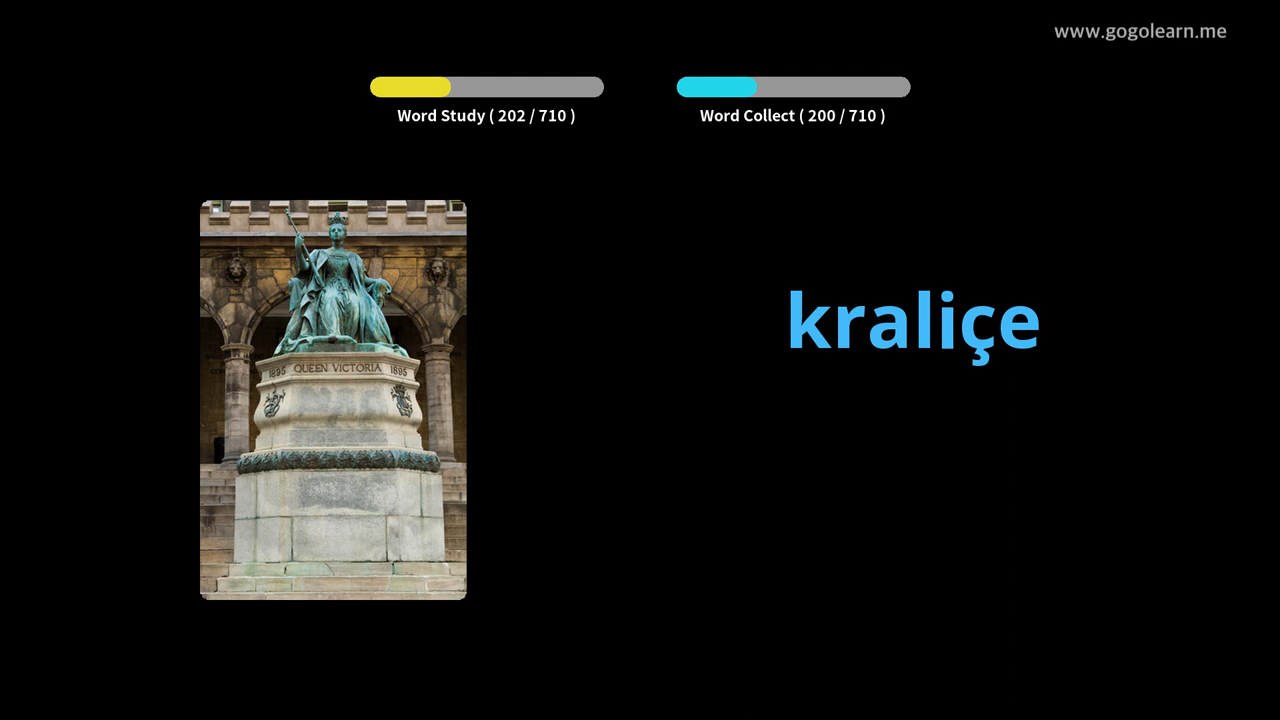 www.gogolearn.me
Word Study ( 202 / 710 )
Word Collect ( 200 / 710 )
kraliçe
1895 QUEEN VICTORIA 1895